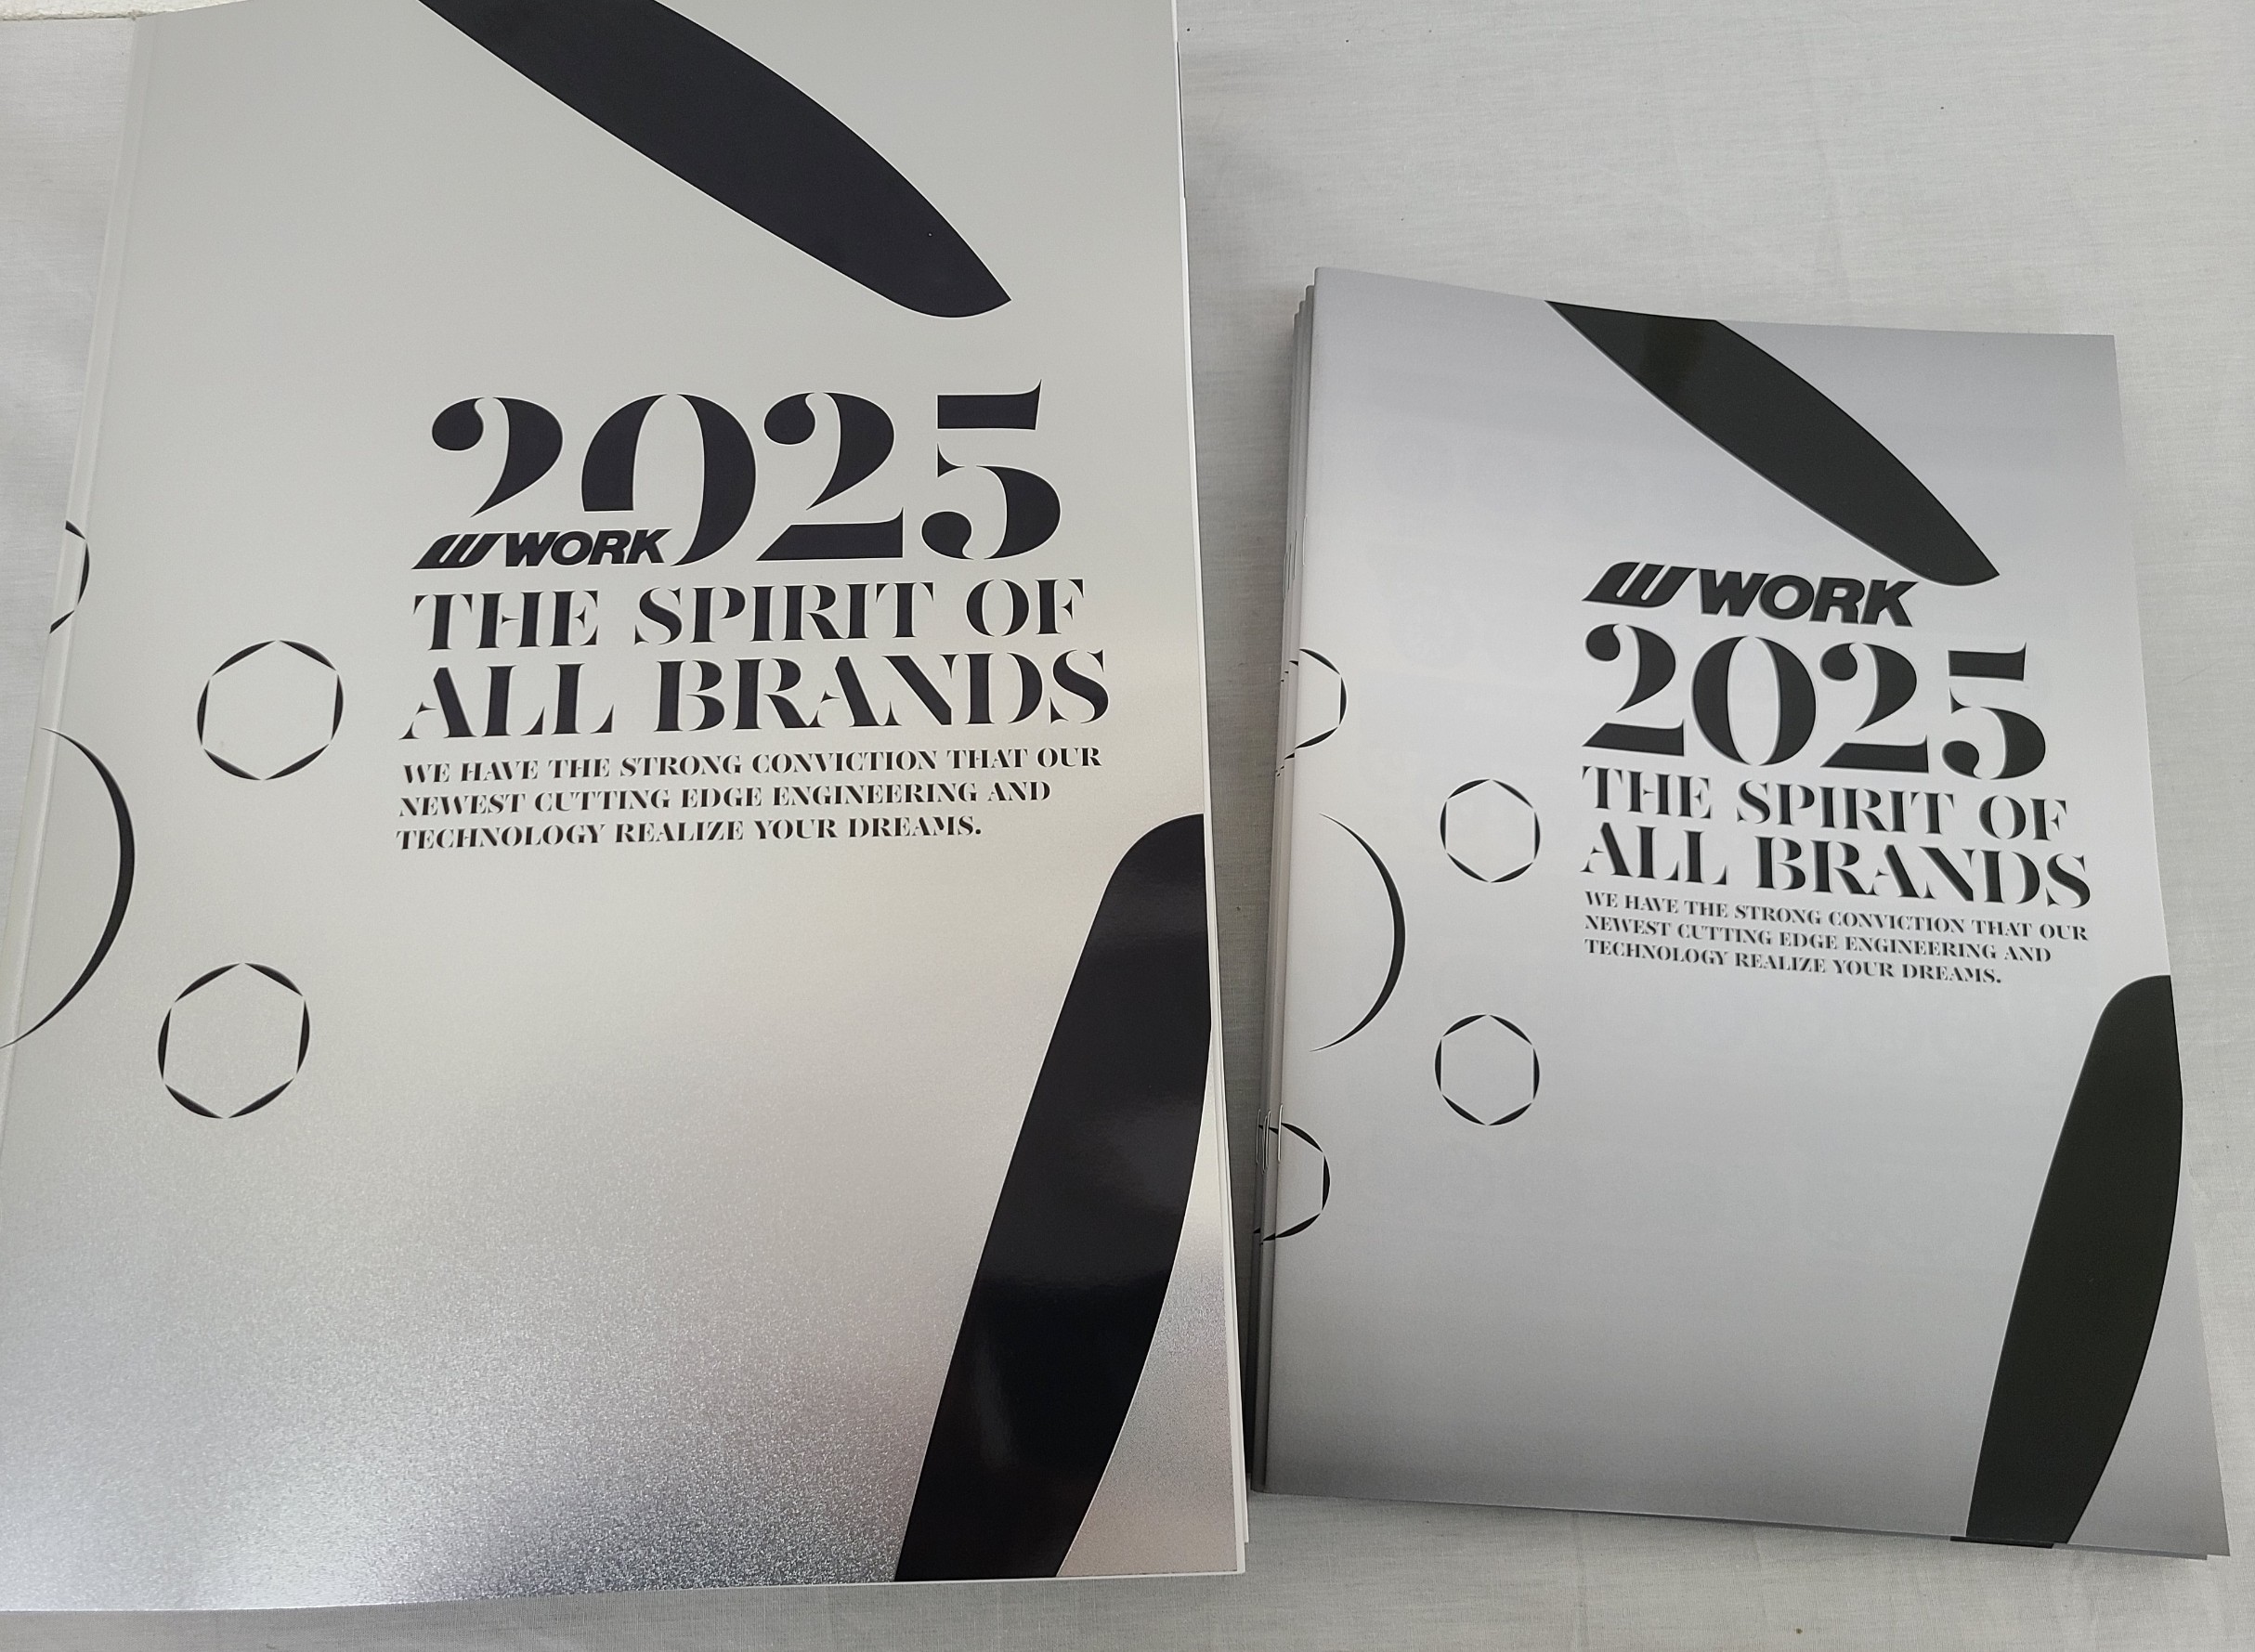 2025
WORK
THE SPIRIT OF
ALL BRANDS
WE HAVE THE STRONG CONVICTION THAT OUR
NEWEST CUTTING EDGE ENGINEERING AND
TECHNOLOGY REALIZE YOUR DREAMS.
WORK
2025
THE SPIRIT OF
ALL BRANDS
WE HAVE THE STRONG CONVICTION THAT OUR
NEWEST CUTTING EDGE ENGINEERING AND
TECHNOLOGY REALIZE YOUR DREAMS.